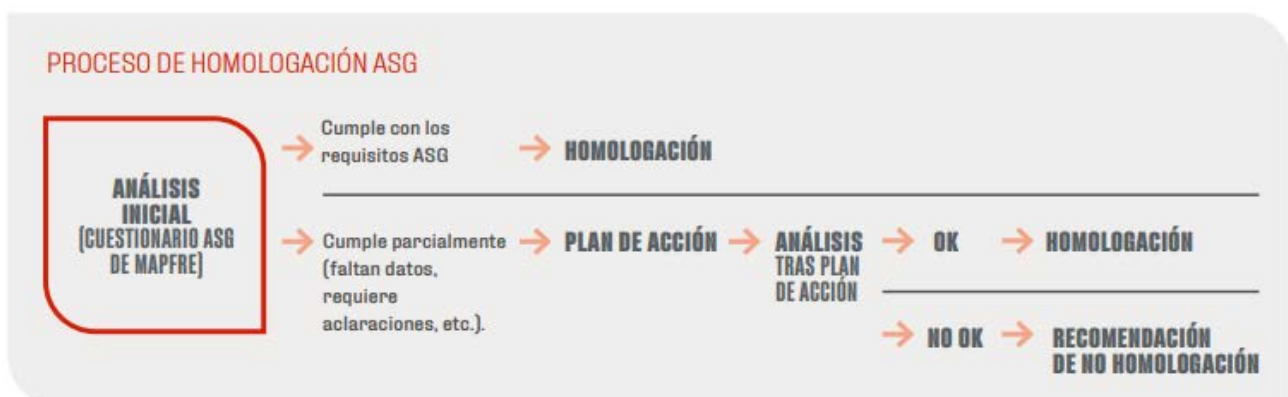 PROCESO DE HOMOLOGACIÓN ASG
ANÁLISIS
INICIAL
(CUESTIONARIO ASG
DE MAPFRE)
Cumple con los
requisitos ASG
HOMOLOGACIÓN
Cumple parcialmente
(faltan datos,
requiere
aclaraciones, etc.).
PLAN DE ACCIÓN
ANÁLISIS
TRAS PLAN
DE ACCIÓN
OK
HOMOLOGACIÓN
NO OK
RECOMENDACIÓN
DE NO HOMOLOGACIÓN